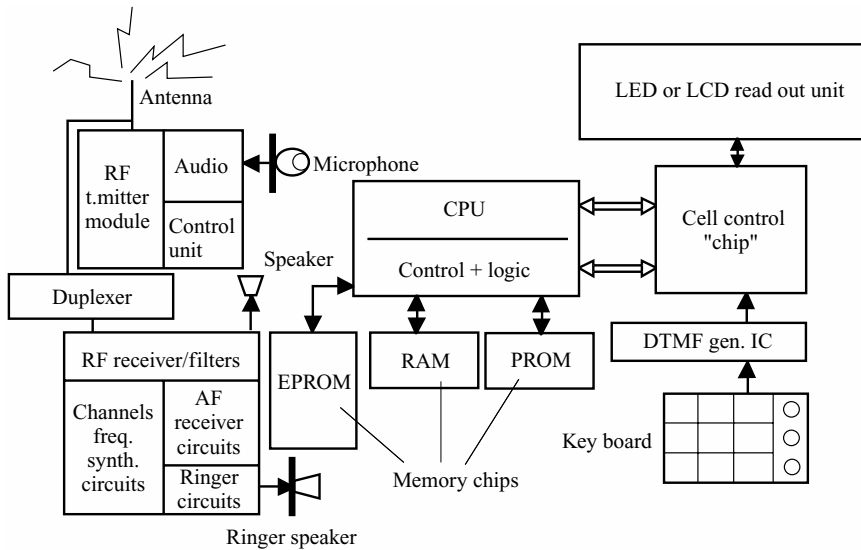 Antenna
LED or LCD read out unit
RF
t.mitter
module
Audio
Control
unit
Microphone
CPU
Control + logic
Cell control
"chip"
Speaker
Duplexer
RF receiver/filters
Channels
freq.
synth.
circuits
AF
receiver
circuits
Ringer
circuits
Ringer speaker
EPROM
RAM
PROM
Memory chips
DTMF gen. IC
Key board